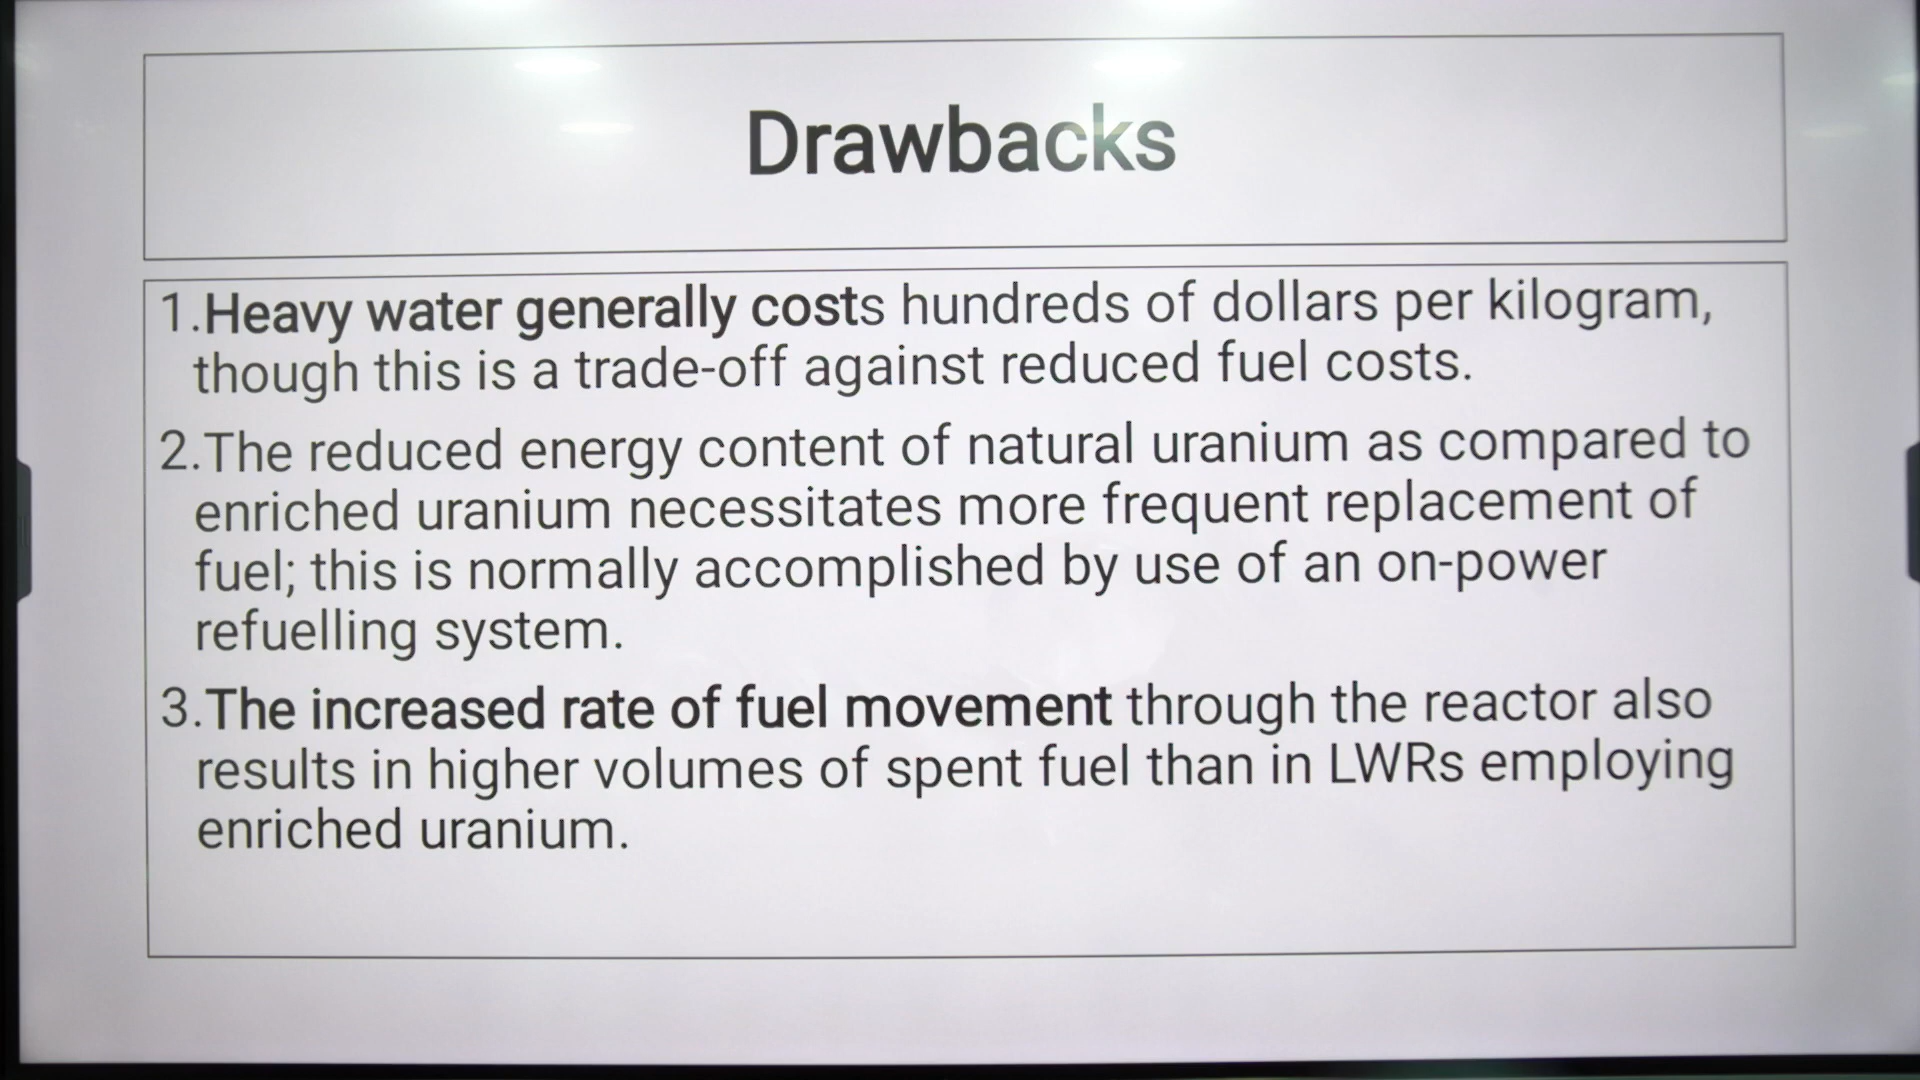 Drawbacks
1.Heavy water generally costs hundreds of dollars per kilogram,
though this is a trade-off against reduced fuel costs.
2.The reduced energy content of natural uranium as compared to
enriched uranium necessitates more frequent replacement of
fuel; this is normally accomplished by use of an on-power
refuelling system.
3.The increased rate of fuel movement through the reactor also
results in higher volumes of spent fuel than in LWRs employing
enriched uranium.